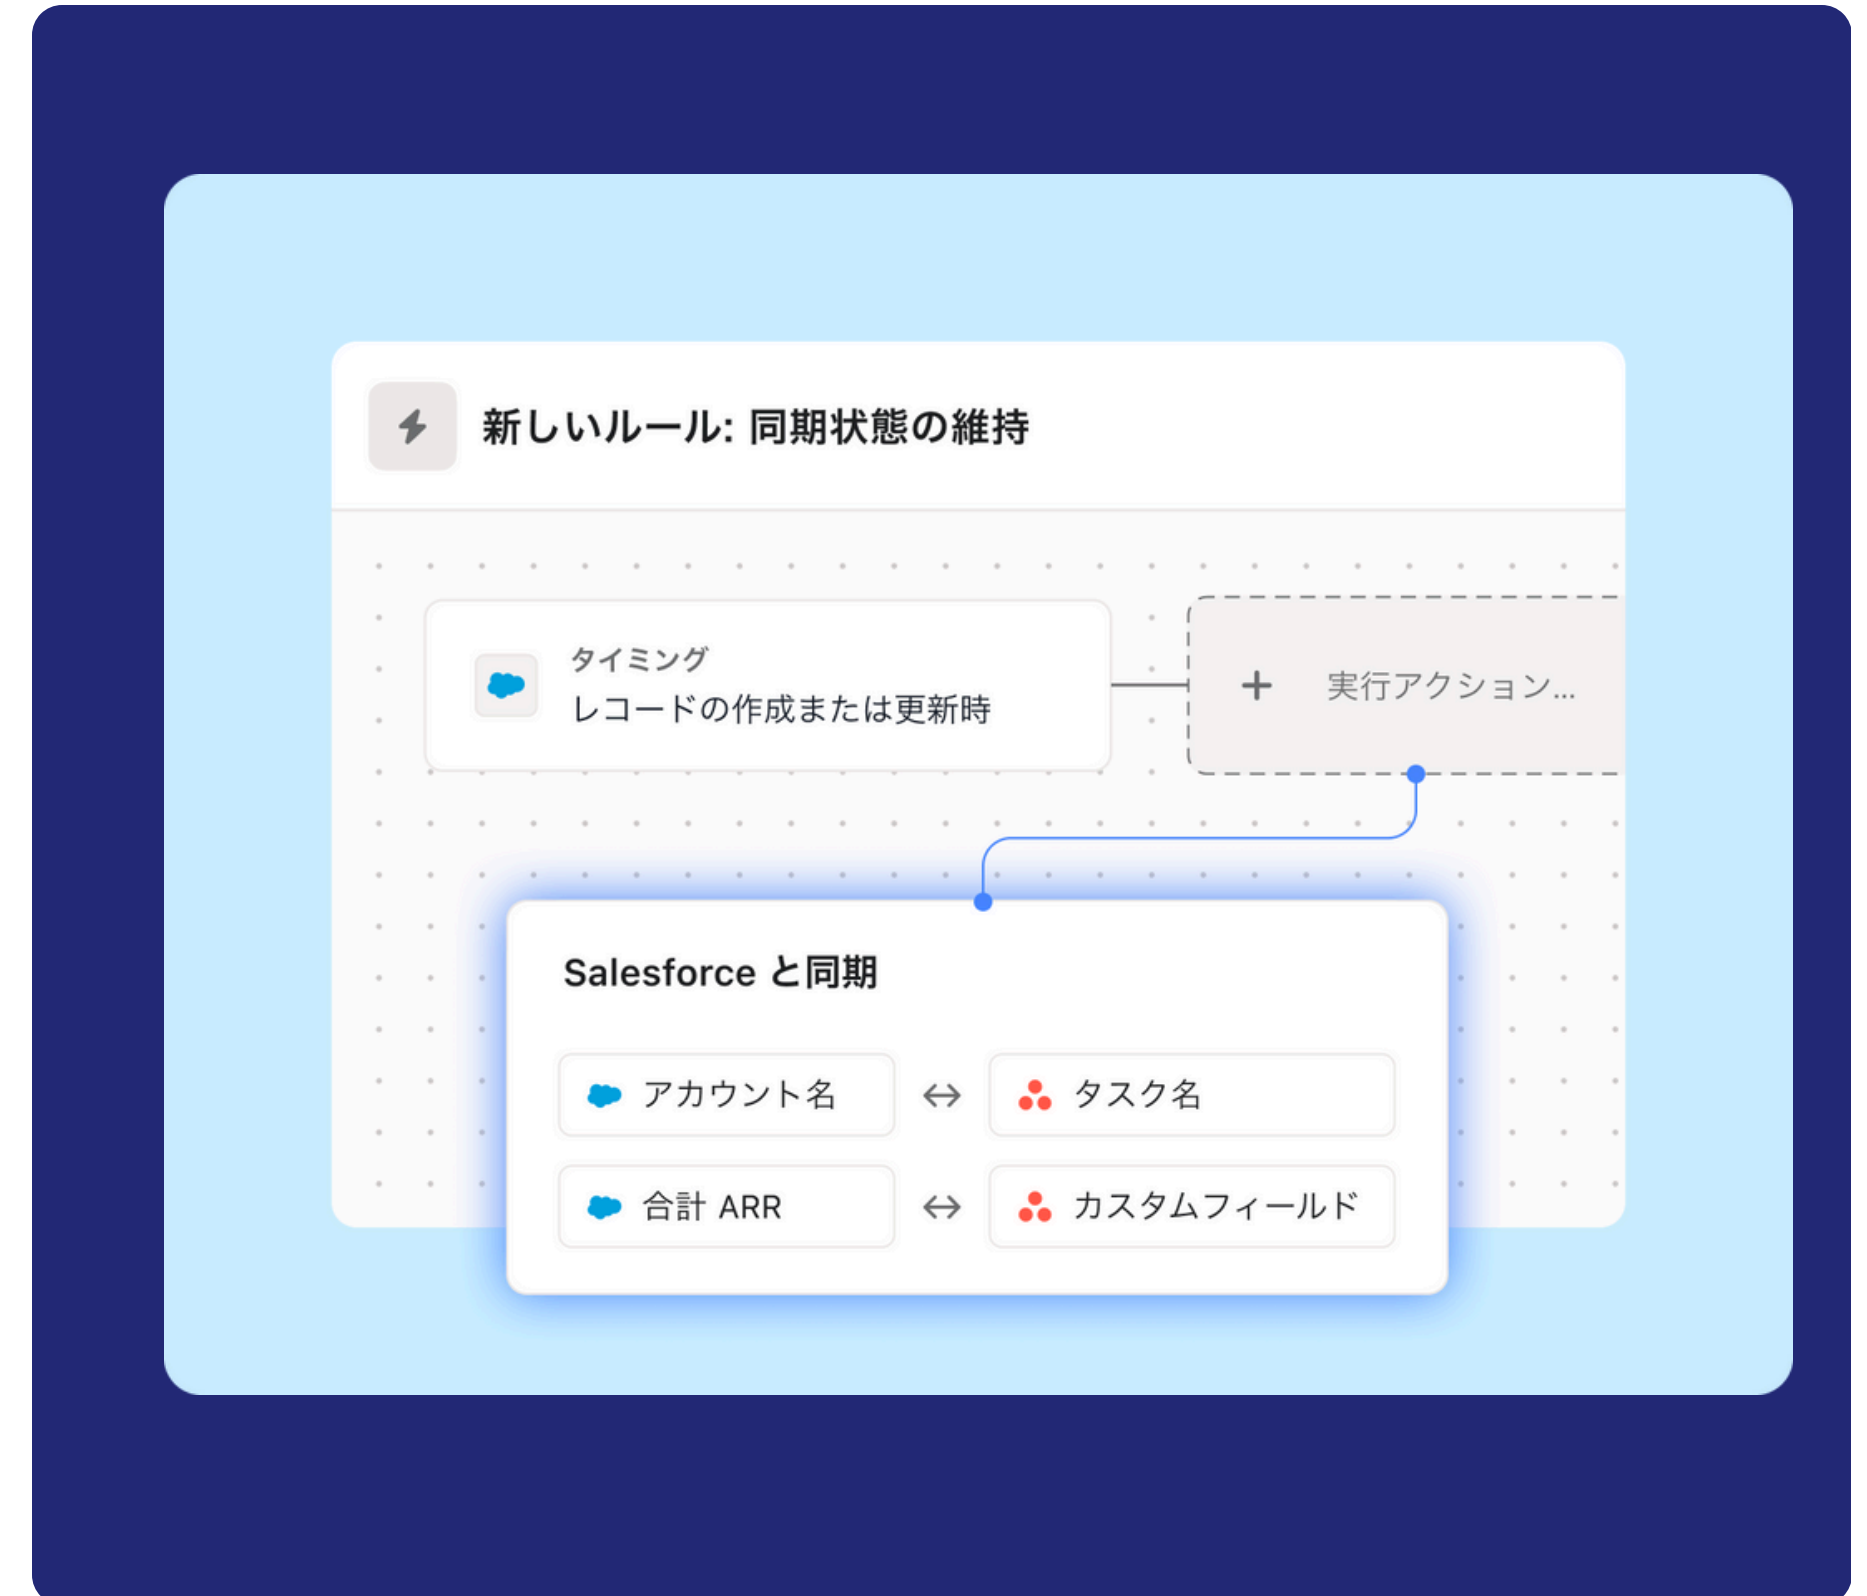 新しいルール: 同期状態の維持
タイミング
レコードの作成または更新時
実行アクション...
Salesforce と同期
アカウント名
タスク名
合計 ARR
カスタムフィールド